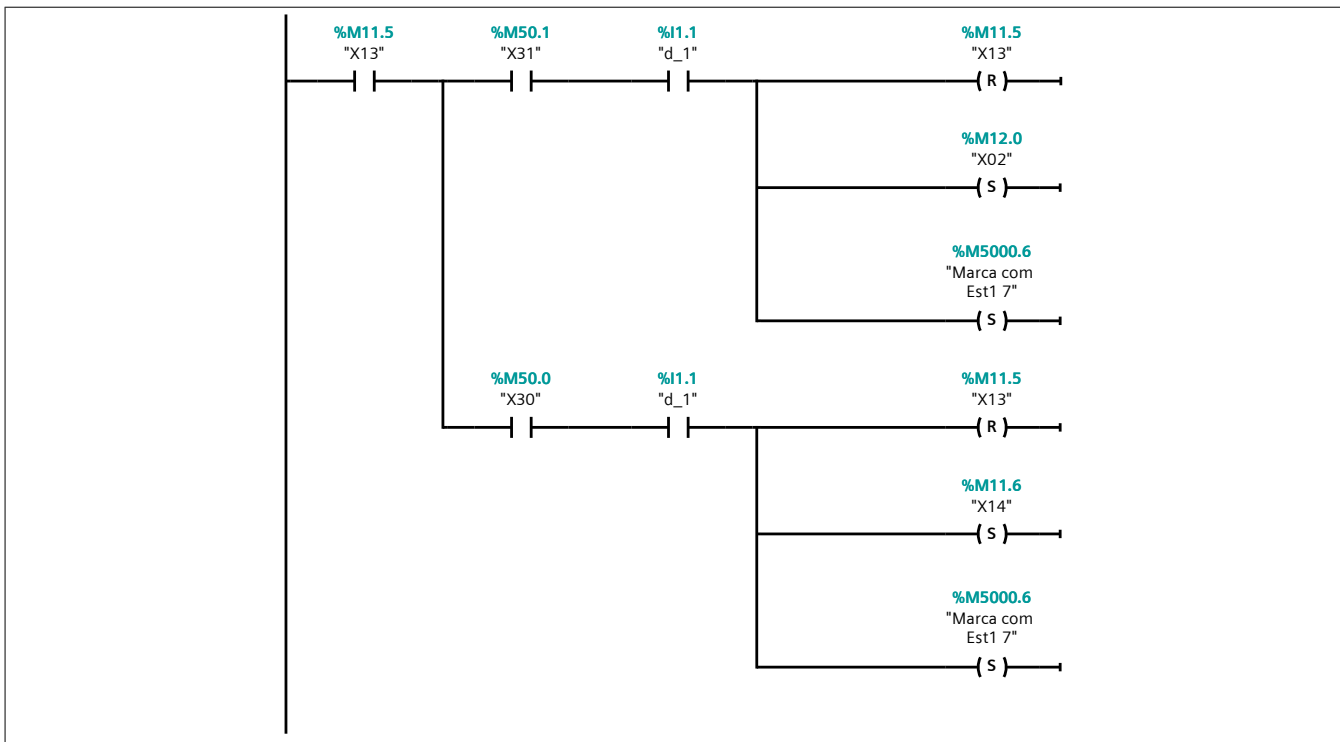 %M11.5 %M50.1 %I1.1 %M11.5
"X13" "X31" "d_1" "X13"
R
%M12.0
"X02"
S
%M5000.6
"Marca com
Est1 7"
S
%M50.0 %I1.1 %M11.5
"X30" "d_1" "X13"
R
%M11.6
"X14"
S
%M5000.6
"Marca com
Est1 7"
S